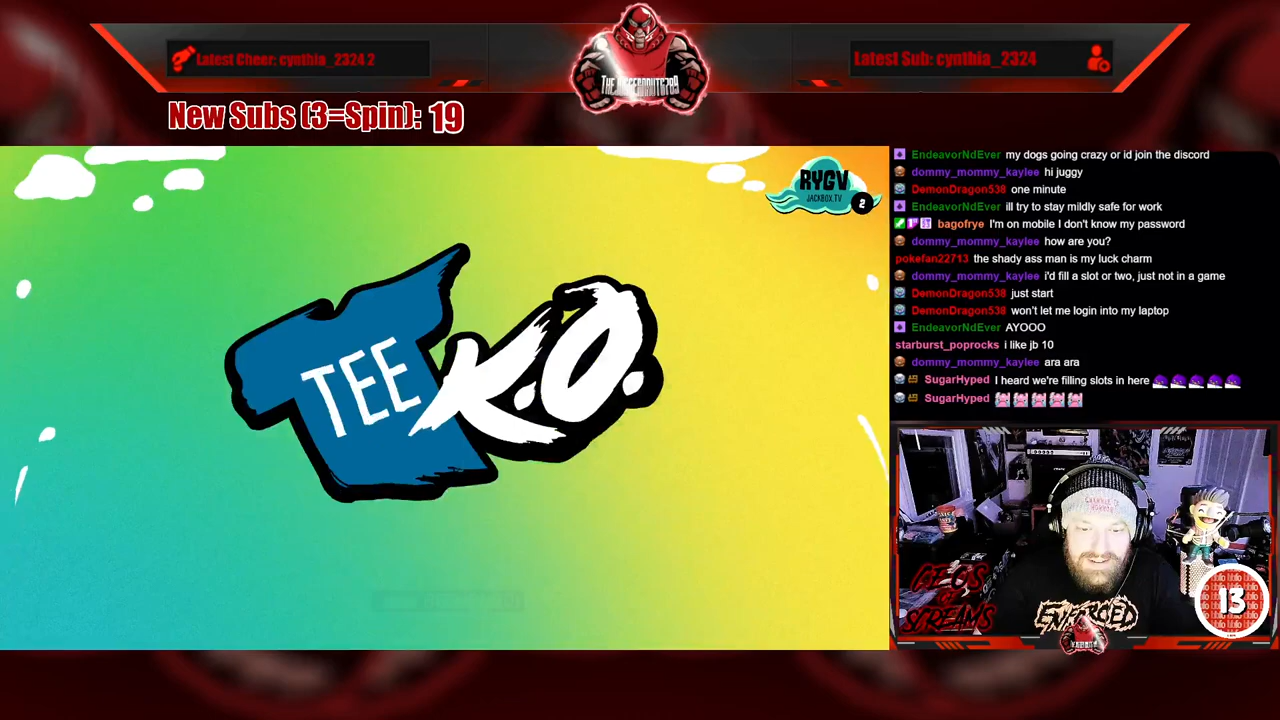 Latest Cheer: cynthia_2324 2
Latest Sub: cynthia_2324
New Subs (3=Spin): 19
RYGV
JACKBOX.TV
2
TEE K.O.
EndeavorNdEver my dogs going crazy or id join the discord
dommy_mommy_kaylee hi juggy
DemonDragon538 one minute
EndeavorNdEver ill try to stay mildly safe for work
bagofrye I'm on mobile I don't know my password
dommy_mommy_kaylee how are you?
pokefan22713 the shady ass man is my luck charm
dommy_mommy_kaylee i'd fill a slot or two, just not in a game
DemonDragon538 just start
DemonDragon538 won't let me login into my laptop
EndeavorNdEver AYOOO
starburst_poprocks i like jb 10
dommy_mommy_kaylee ara ara
SugarHyped I heard we're filling slots in here
SugarHyped
OF
SCREAMS
ENFORCED
13